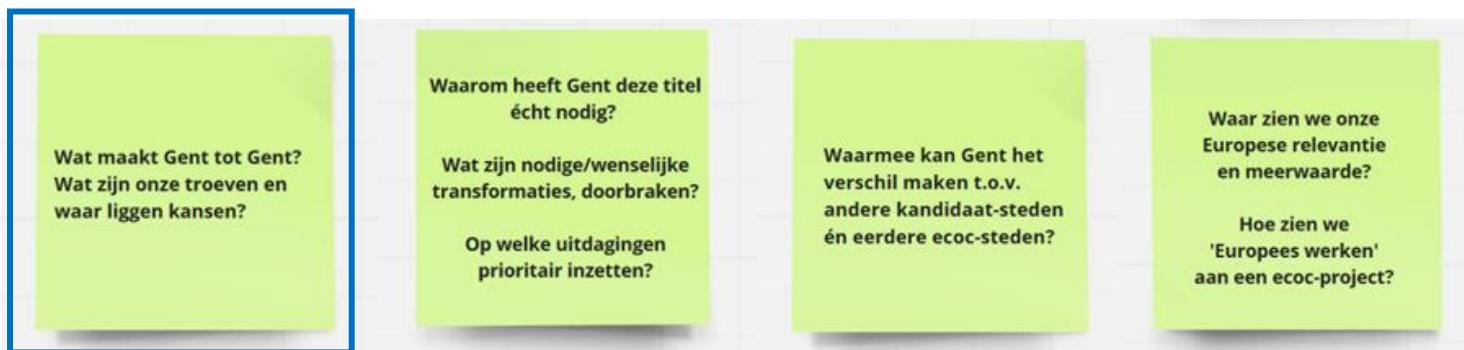 Wat maakt Gent tot Gent?
Wat zijn onze troeven en
waar liggen kansen?
Waarom heeft Gent deze titel
écht nodig?
Wat zijn nodige/wenselijke
transformaties, doorbraken?
Op welke uitdagingen
prioritair inzetten?
Waarmee kan Gent het
verschil maken t.o.v.
andere kandidaat-steden
én eerdere ecoc-steden?
Waar zien we onze
Europese relevantie
en meerwaarde?
Hoe zien we
'Europees werken'
aan een ecoc-project?